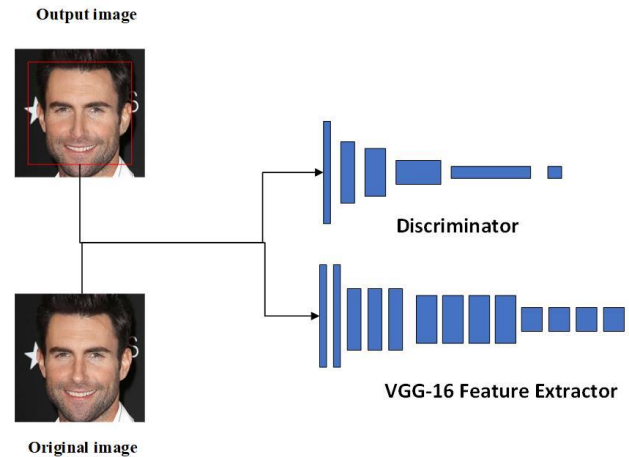 Output image
S
Discriminator
S
VGG-16 Feature Extractor
Original image